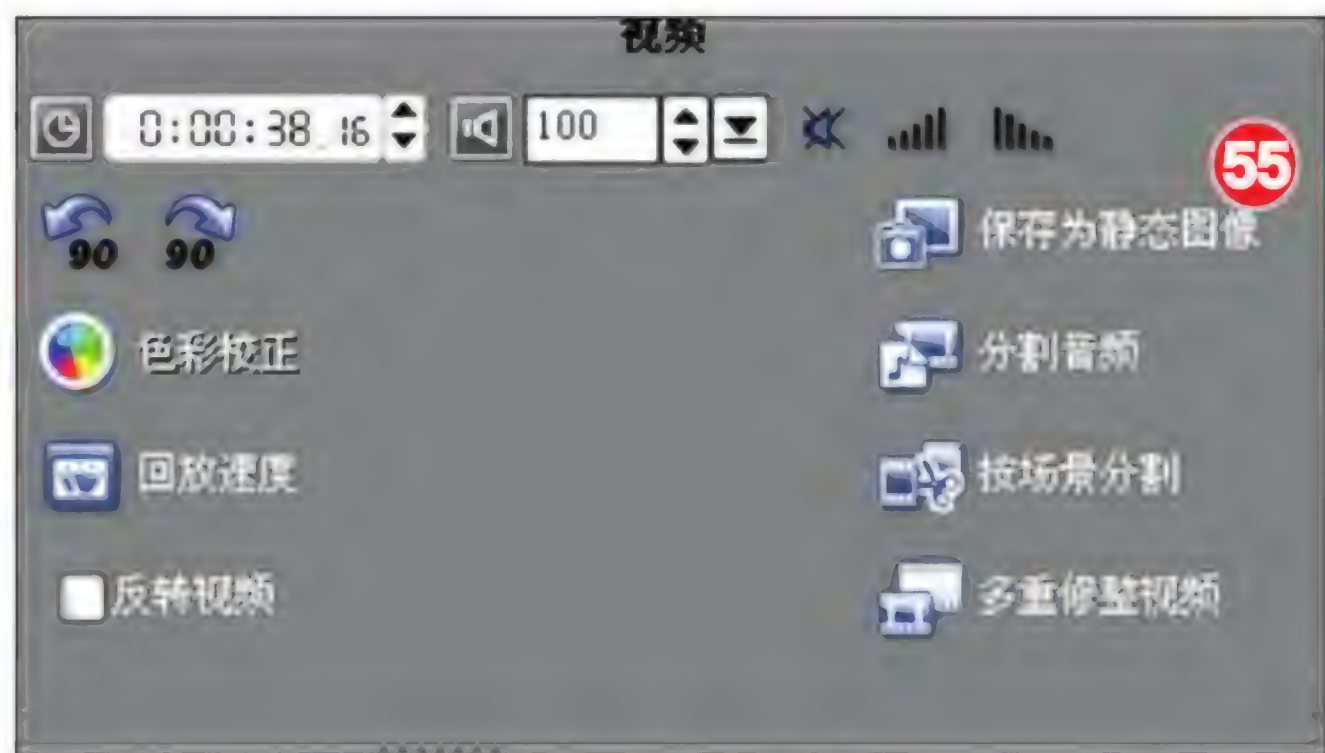 视频
0:00:38 16
100
55
90
90
保存为静态图像
色彩校正
分割音频
回放速度
按场景分割
反转视频
多重修整视频